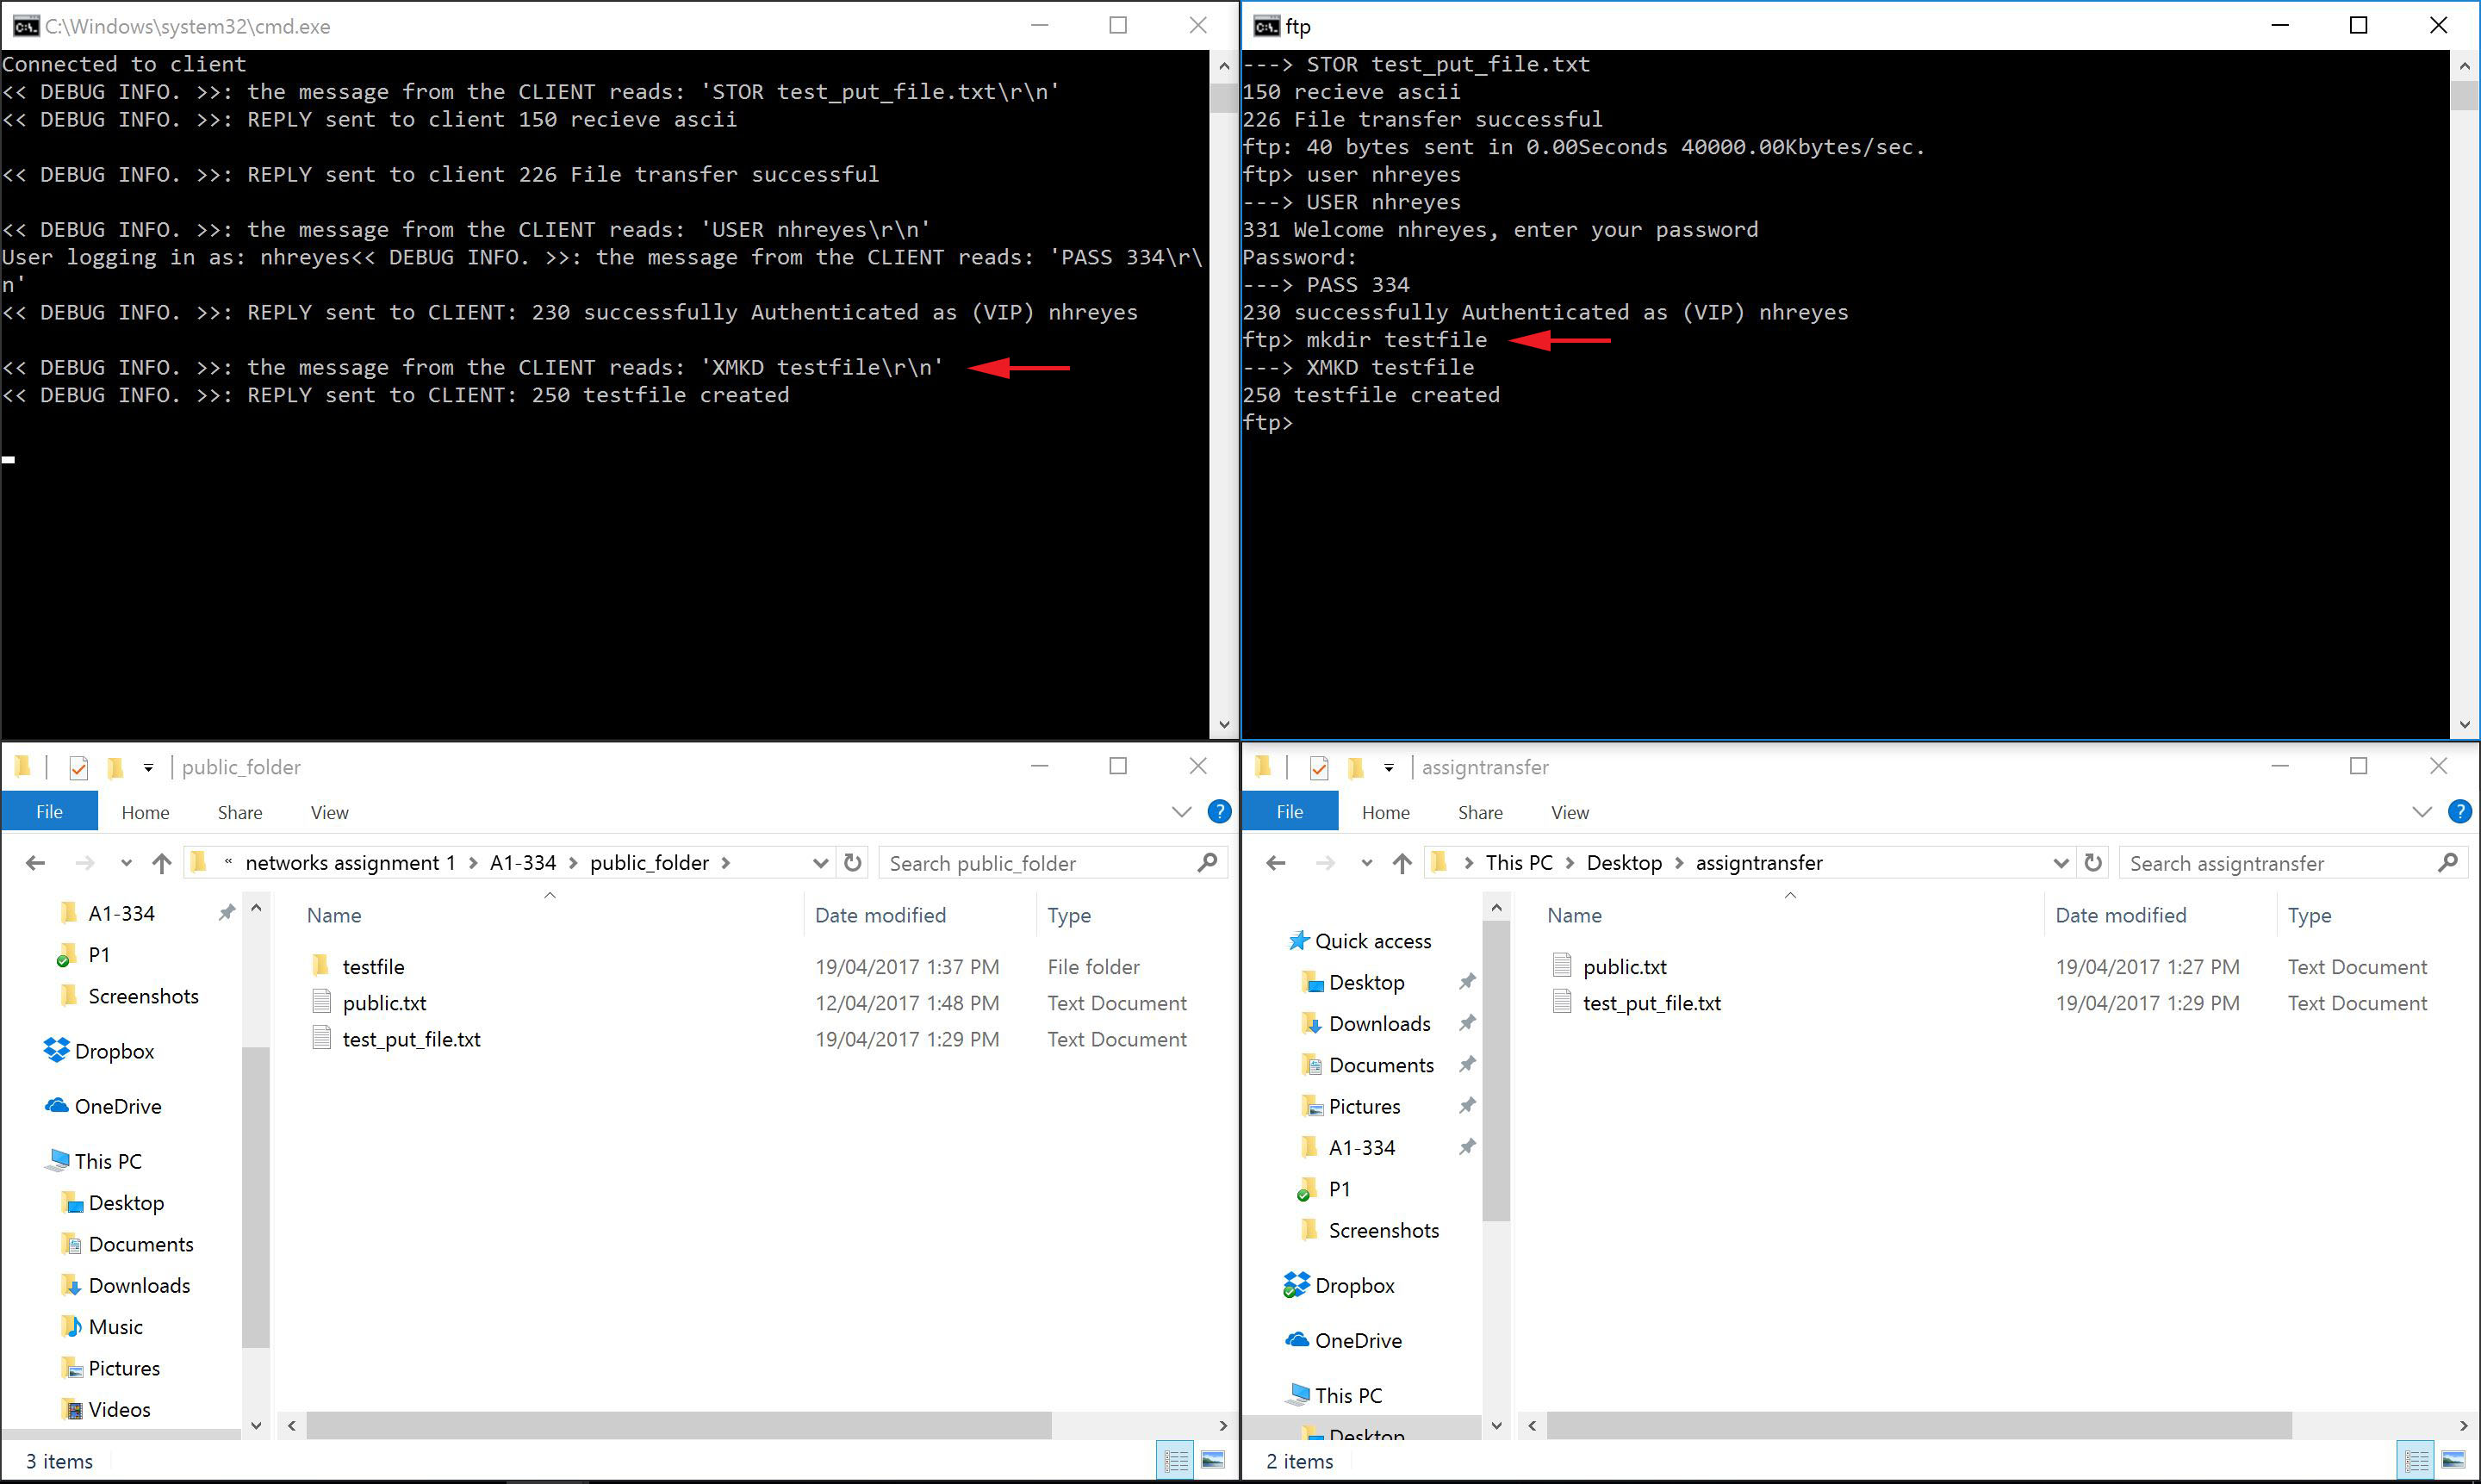 C:\Windows\system32\cmd.exe
Connected to client
<< DEBUG INFO. >>: the message from the CLIENT reads: 'STOR test_put_file.txt\r\n'
<< DEBUG INFO. >>: REPLY sent to client 150 recieve ascii
<< DEBUG INFO. >>: REPLY sent to client 226 File transfer successful
<< DEBUG INFO. >>: the message from the CLIENT reads: 'USER nhreyes\r\n'
User logging in as: nhreyes<< DEBUG INFO. >>: the message from the CLIENT reads: 'PASS 334\r\
n'
<< DEBUG INFO. >>: REPLY sent to CLIENT: 230 successfully Authenticated as (VIP) nhreyes
<< DEBUG INFO. >>: the message from the CLIENT reads: 'XMKD testfile\r\n'
<< DEBUG INFO. >>: REPLY sent to CLIENT: 250 testfile created
ftp
---> STOR test_put_file.txt
150 recieve ascii
226 File transfer successful
ftp: 40 bytes sent in 0.00Seconds 40000.00Kbytes/sec.
ftp> user nhreyes
---> USER nhreyes
331 Welcome nhreyes, enter your password
Password:
---> PASS 334
230 successfully Authenticated as (VIP) nhreyes
ftp> mkdir testfile
---> XMKD testfile
250 testfile created
ftp>
public_folder
File Home Share View
« networks assignment 1 > A1-334 > public_folder >
Search public_folder
A1-334
P1
Screenshots
Dropbox
OneDrive
This PC
Desktop
Documents
Downloads
Music
Pictures
Videos
Name Date modified Type
testfile 19/04/2017 1:37 PM File folder
public.txt 12/04/2017 1:48 PM Text Document
test_put_file.txt 19/04/2017 1:29 PM Text Document
3 items
assigntransfer
File Home Share View
> This PC > Desktop > assigntransfer
Search assigntransfer
Quick access
Desktop
Downloads
Documents
Pictures
A1-334
P1
Screenshots
Dropbox
OneDrive
This PC
Desktop
Name Date modified Type
public.txt 19/04/2017 1:27 PM Text Document
test_put_file.txt 19/04/2017 1:29 PM Text Document
2 items